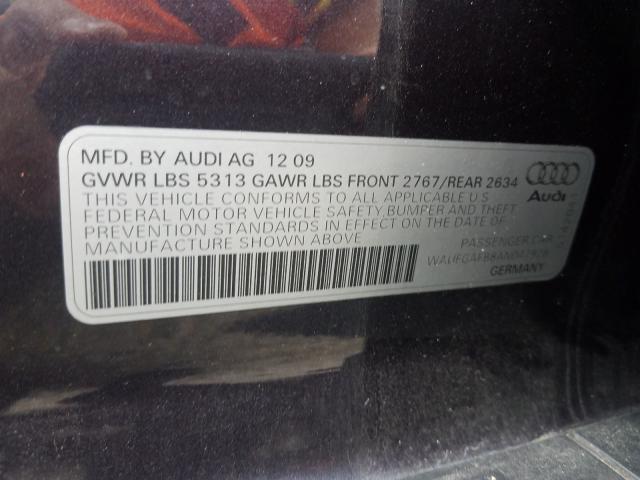 MFD. BY AUDI AG 12 09
GVWR LBS 5313 GAWR LBS FRONT 2767/REAR 2634
THIS VEHICLE CONFORMS TO ALL APPLICABLE U S
FEDERAL MOTOR VEHICLE SAFETY, BUMPER AND THEFT
PREVENTION STANDARDS IN EFFECT ON THE DATE OF
MANUFACTURE SHOWN ABOVE
Audi
PASSENGER CAR
GERMANY